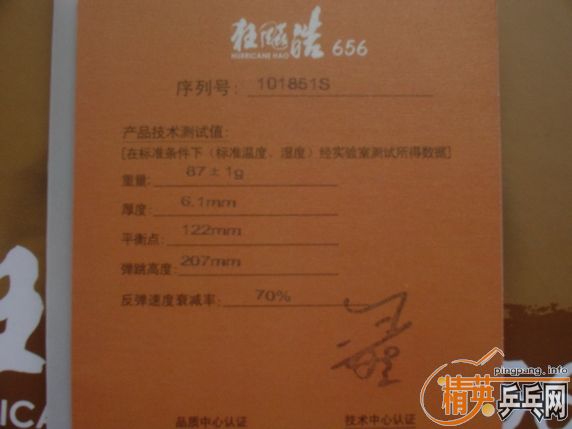 狂飚皓 656
HURRICANE HAO
序列号: 101851S
产品技术测试值:
[在标准条件下（标准温度、湿度）经实验室测试所得数据]
重量: 87±1g
厚度: 6.1mm
平衡点: 122mm
弹跳高度: 207mm
反弹速度衰减率: 70%
品质中心认证 技术中心认证
狂
RRICANE
pingpang.info
精英乒乓网